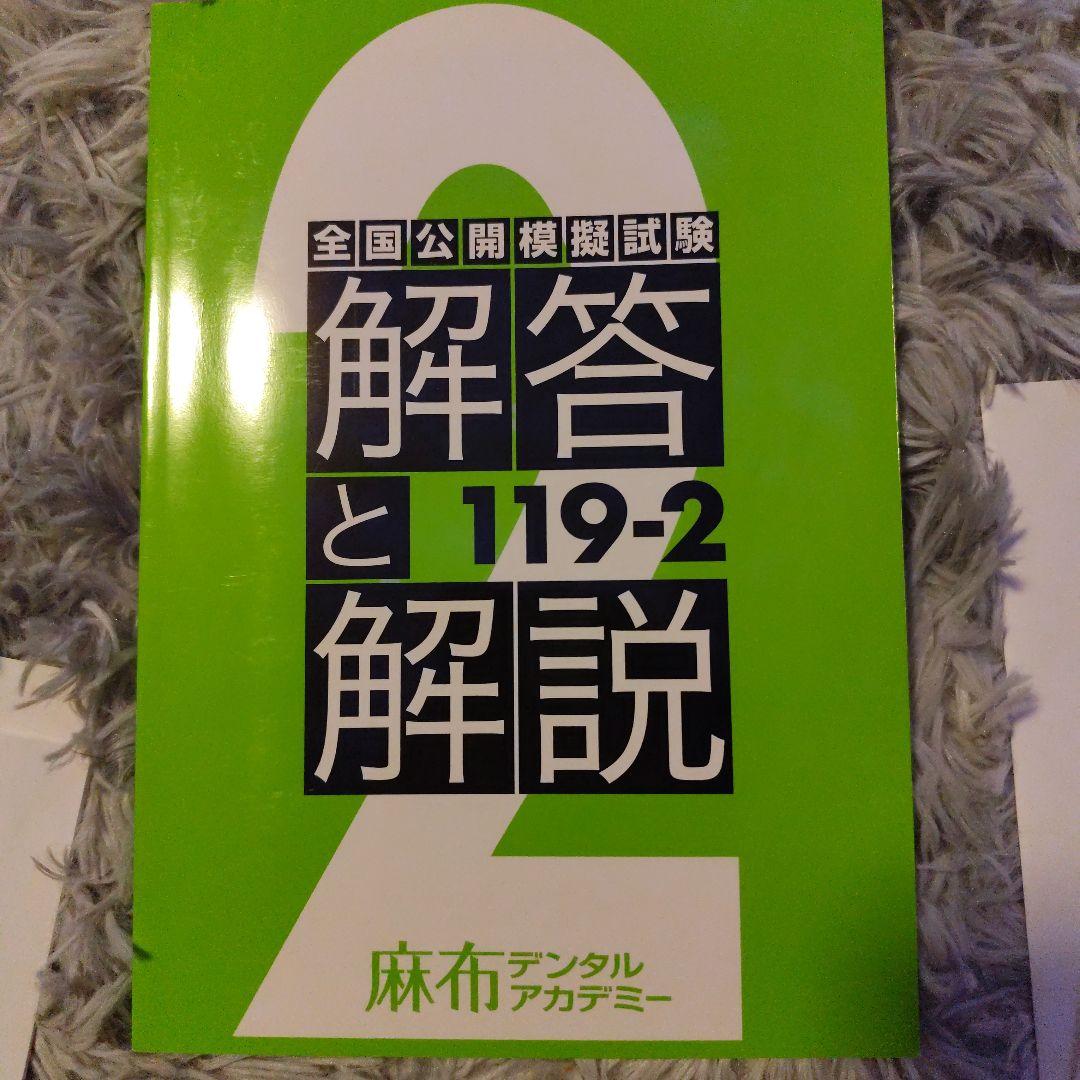 全国公開模擬試験
解答
と 119-2
解説
麻布デンタル
アカデミー